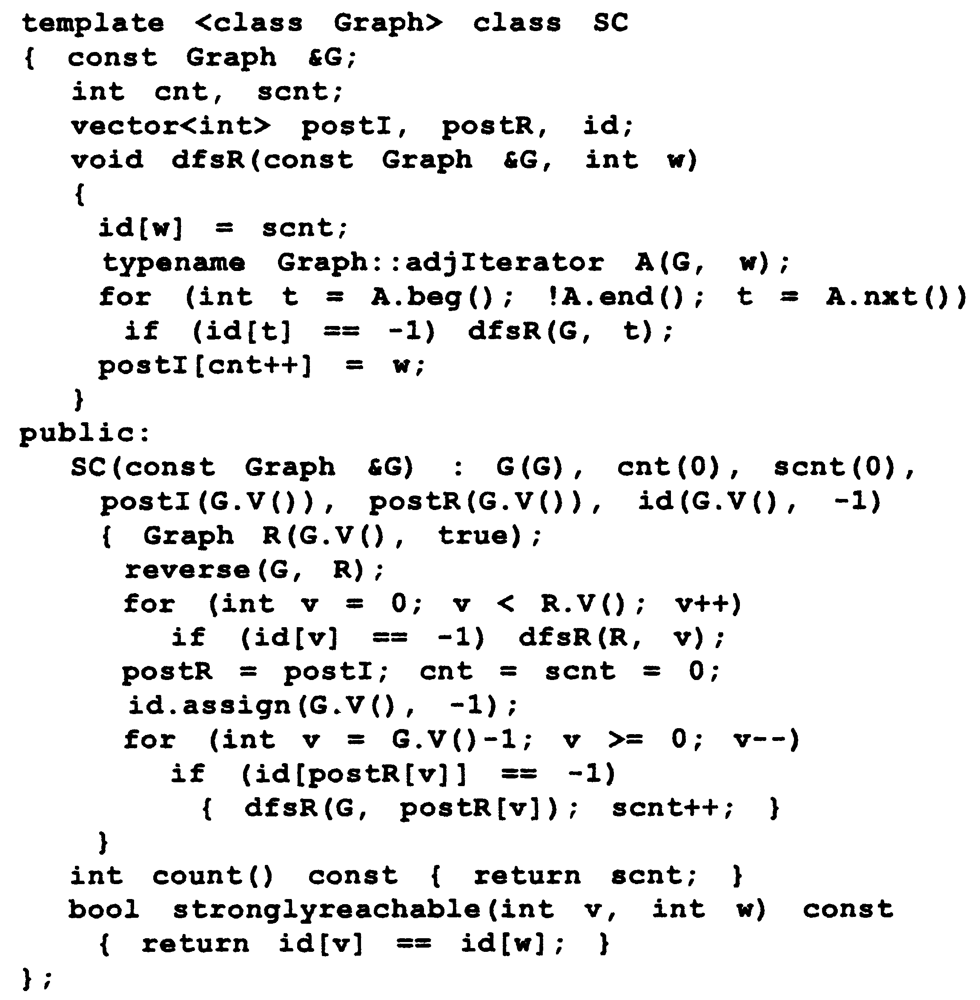 template <class Graph> class SC
{ const Graph &G;
int cnt, scnt;
vector<int> postI, postR, id;
void dfsR(const Graph &G, int w)
{
id[w] = scnt;
typename Graph::adjIterator A(G, w);
for (int t = A.beg(); !A.end(); t = A.nxt())
if (id[t] == -1) dfsR(G, t);
postI[cnt++] = w;
}
public:
SC(const Graph &G) : G(G), cnt(0), scnt(0),
postI(G.V()), postR(G.V()), id(G.V(), -1)
{ Graph R(G.V(), true);
reverse(G, R);
for (int v = 0; v < R.V(); v++)
if (id[v] == -1) dfsR(R, v);
postR = postI; cnt = scnt = 0;
id.assign(G.V(), -1);
for (int v = G.V()-1; v >= 0; v--)
if (id[postR[v]] == -1)
{ dfsR(G, postR[v]); scnt++; }
}
int count() const { return scnt; }
bool stronglyreachable(int v, int w) const
{ return id[v] == id[w]; }
};